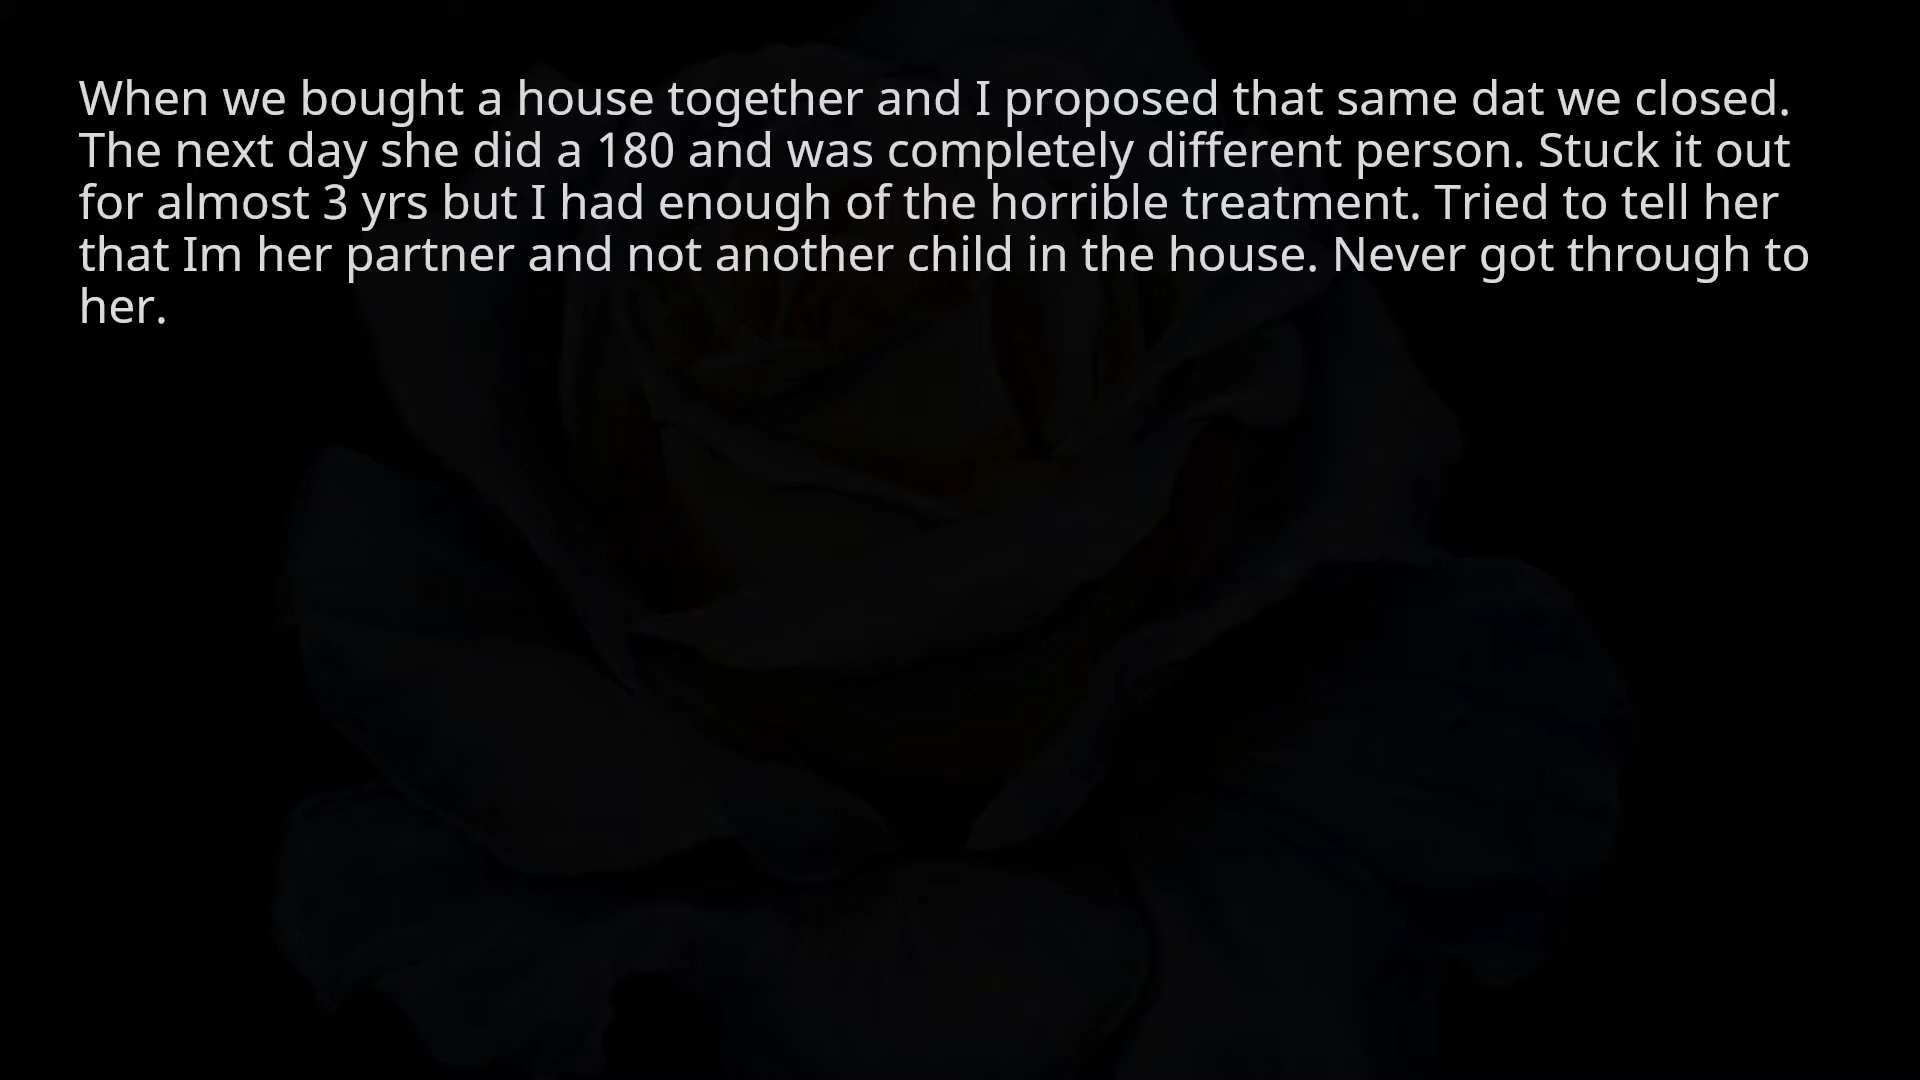 When we bought a house together and I proposed that same dat we closed.
The next day she did a 180 and was completely different person. Stuck it out
for almost 3 yrs but I had enough of the horrible treatment. Tried to tell her
that Im her partner and not another child in the house. Never got through to
her.